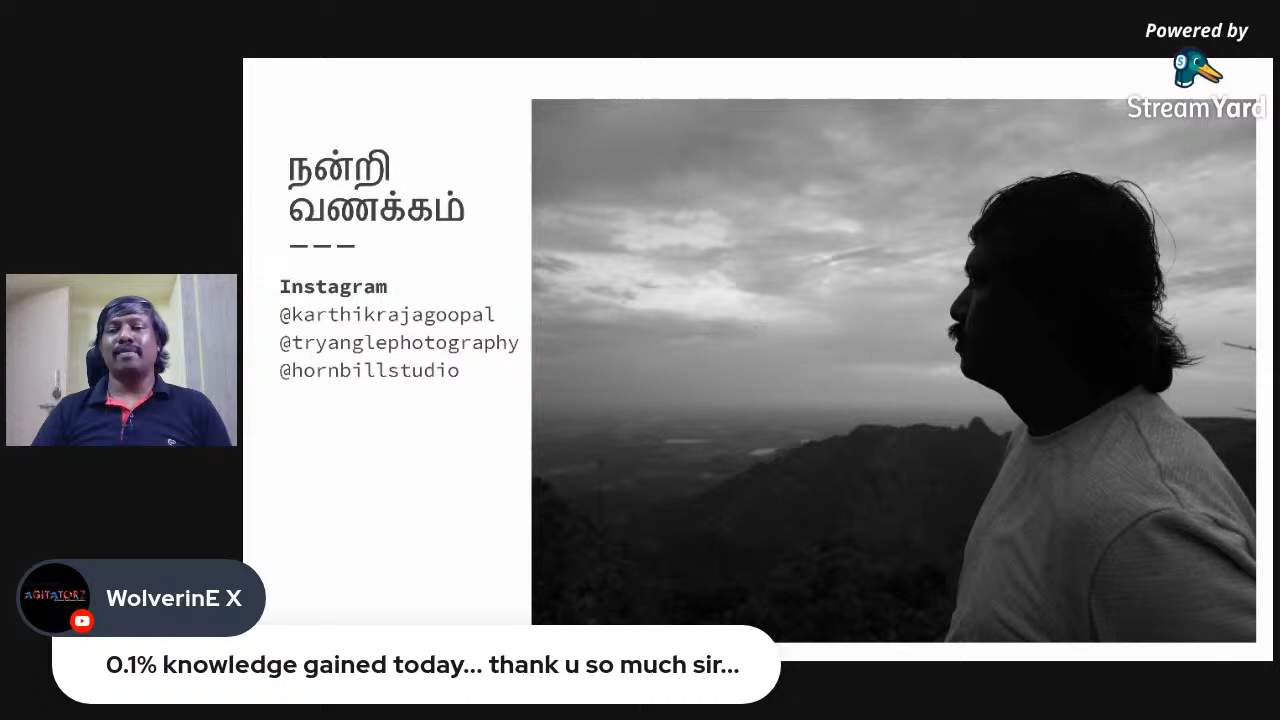 Powered by
StreamYard
நன்றி
வணக்கம்
Instagram
@karthikrajagoopal
@tryanglephotography
@hornbillstudio
AGITATORZ
WolverinE X
0.1% knowledge gained today... thank u so much sir...